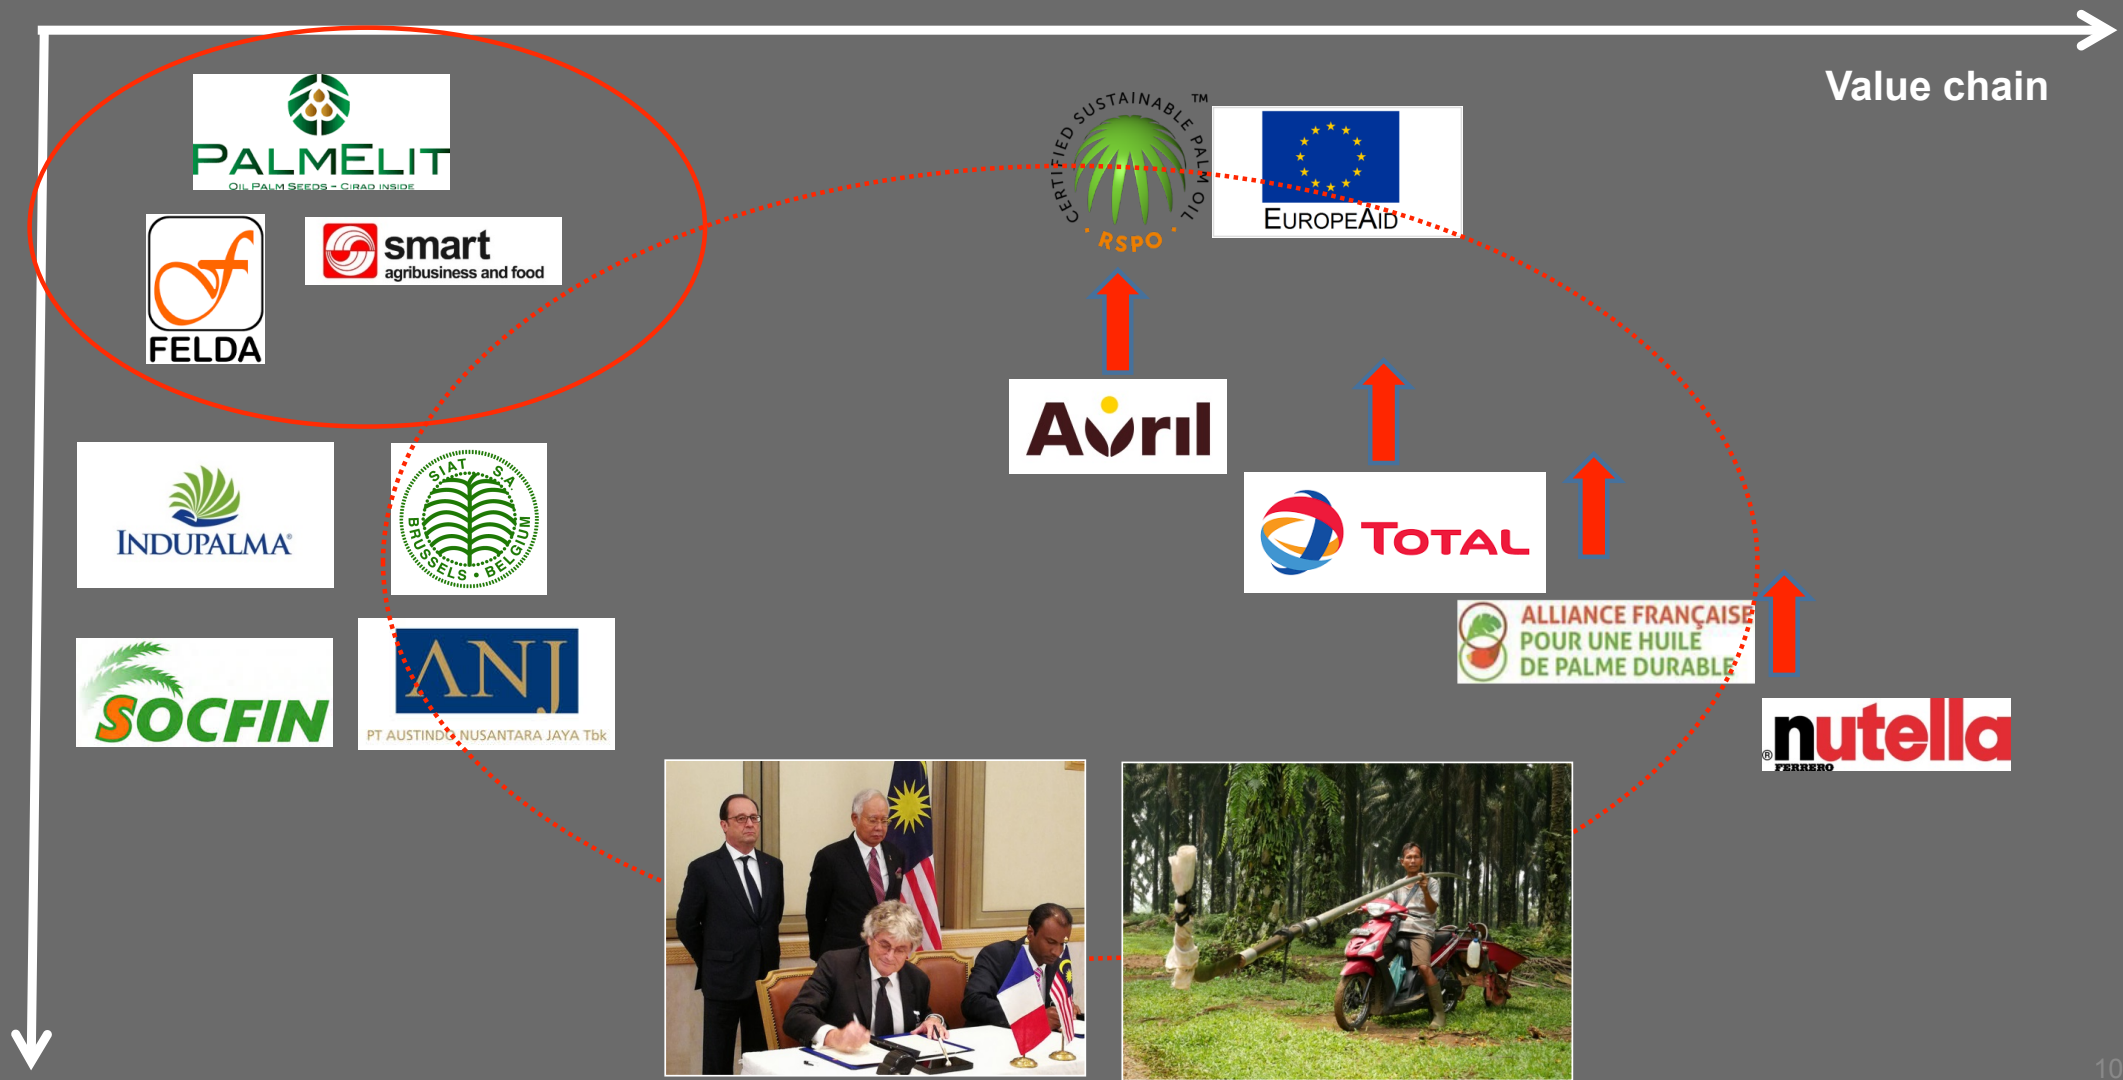 Value chain
PALMELIT
OIL PALM SEEDS – CIRAD INSIDE
FELDA
smart
agribusiness and food
CERTIFIED SUSTAINABLE PALM OIL ™
· RSPO ·
EUROPEAID
Avril
INDUPALMA®
SIAT S.A.
BRUSSELS • BELGIUM
TOTAL
ALLIANCE FRANÇAISE
POUR UNE HUILE
DE PALME DURABLE
SOCFIN
ANJ
PT AUSTINDO NUSANTARA JAYA Tbk
nutella
®
FERRERO
10